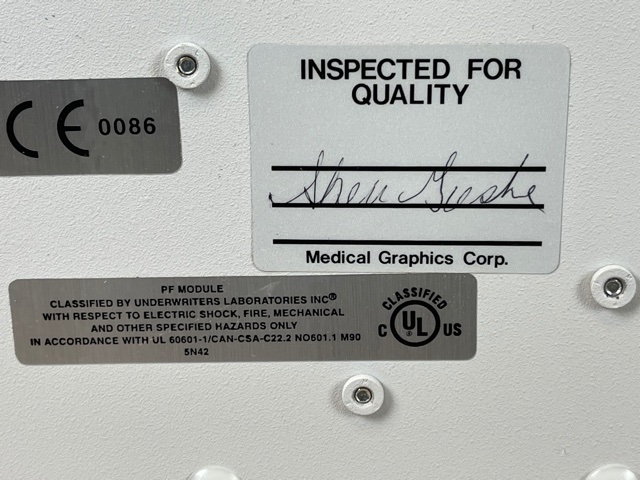 INSPECTED FOR
QUALITY
CE 0086
Medical Graphics Corp.
PF MODULE
CLASSIFIED BY UNDERWRITERS LABORATORIES INC®
WITH RESPECT TO ELECTRIC SHOCK, FIRE, MECHANICAL
AND OTHER SPECIFIED HAZARDS ONLY
IN ACCORDANCE WITH UL 60601-1/CAN-CSA-C22.2 NO601.1 M90
5N42
CLASSIFIED
C UL US